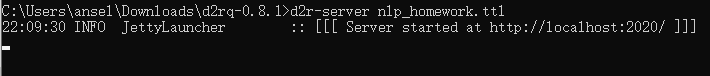 C:\Users\ansel\Downloads\d2rq-0.8.1>d2r-server nlp_homework.ttl
22:09:30 INFO  JettyLauncher        :: [[[ Server started at http://localhost:2020/ ]]]